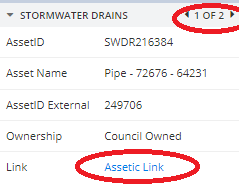 STORMWATER DRAINS 1 OF 2
AssetID SWDR216384
Asset Name Pipe - 72676 - 64231
AssetID External 249706
Ownership Council Owned
Link Assetic Link